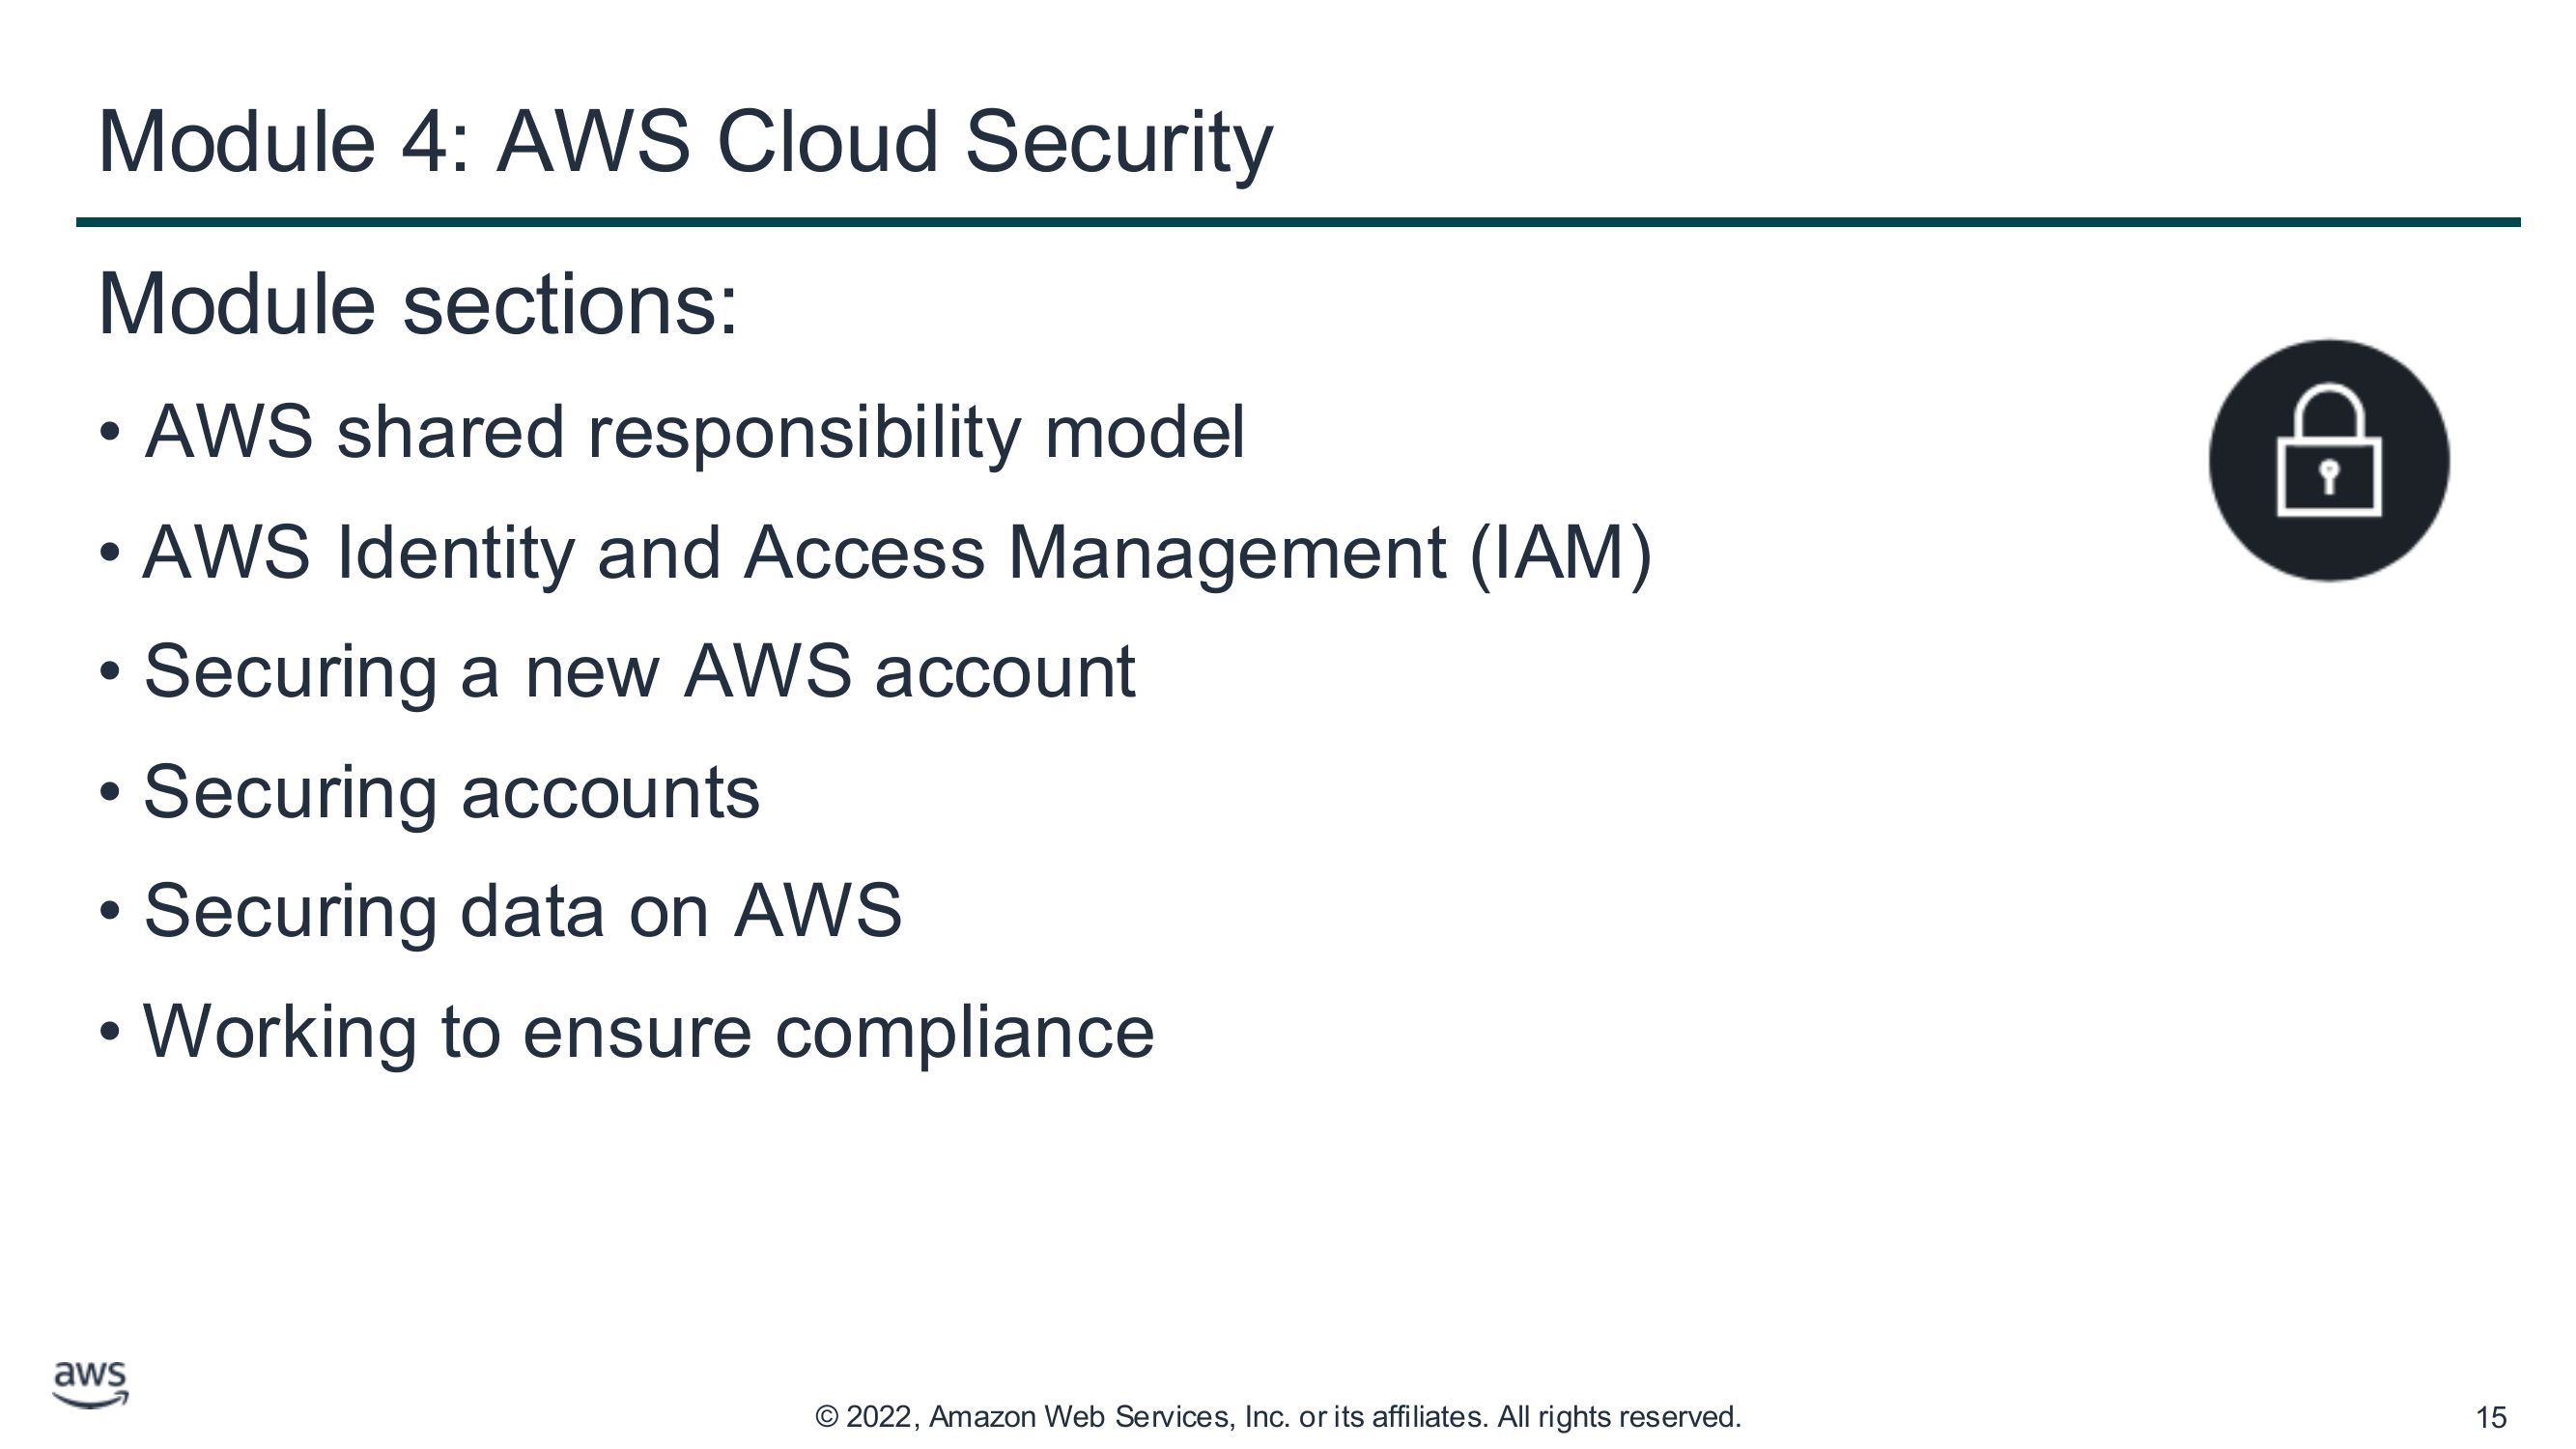 Module 4: AWS Cloud Security
Module sections:
• AWS shared responsibility model
• AWS Identity and Access Management (IAM)
• Securing a new AWS account
• Securing accounts
• Securing data on AWS
• Working to ensure compliance
aws
© 2022, Amazon Web Services, Inc. or its affiliates. All rights reserved.
15